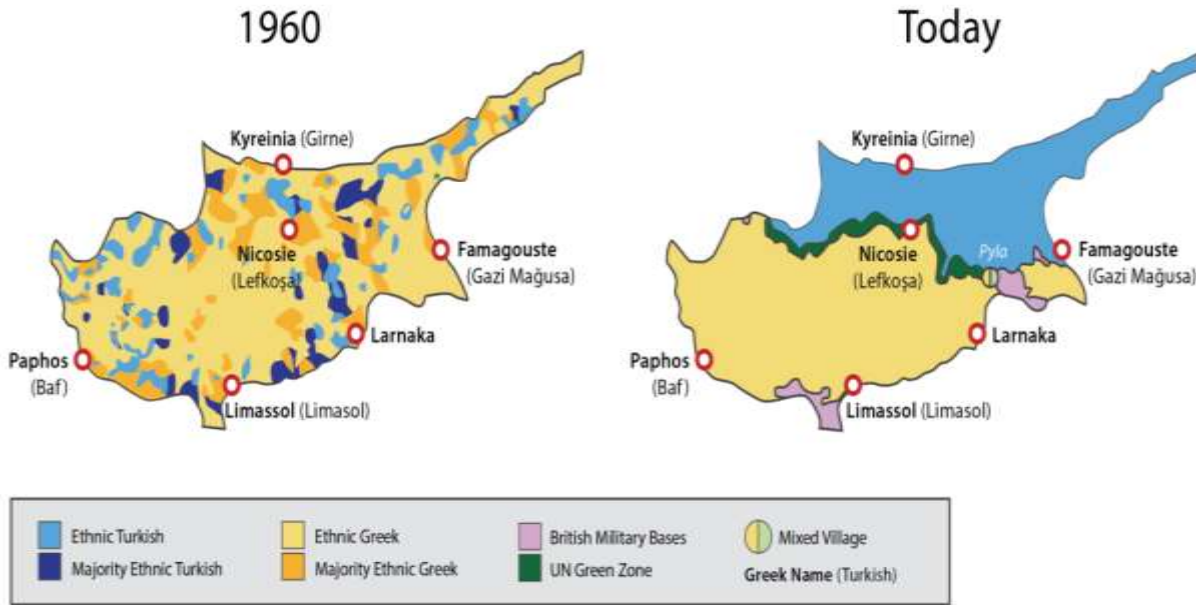 1960
Kyreinia (Girne)
Nicosie
(Lefkoşa)
Famagouste
(Gazi Mağusa)
Larnaka
Paphos
(Baf)
Limassol (Limasol)
Today
Kyreinia (Girne)
Nicosie
(Lefkoşa)
Pyla
Famagouste
(Gazi Mağusa)
Larnaka
Paphos
(Baf)
Limassol (Limasol)
Ethnic Turkish
Majority Ethnic Turkish
Ethnic Greek
Majority Ethnic Greek
British Military Bases
UN Green Zone
Mixed Village
Greek Name (Turkish)